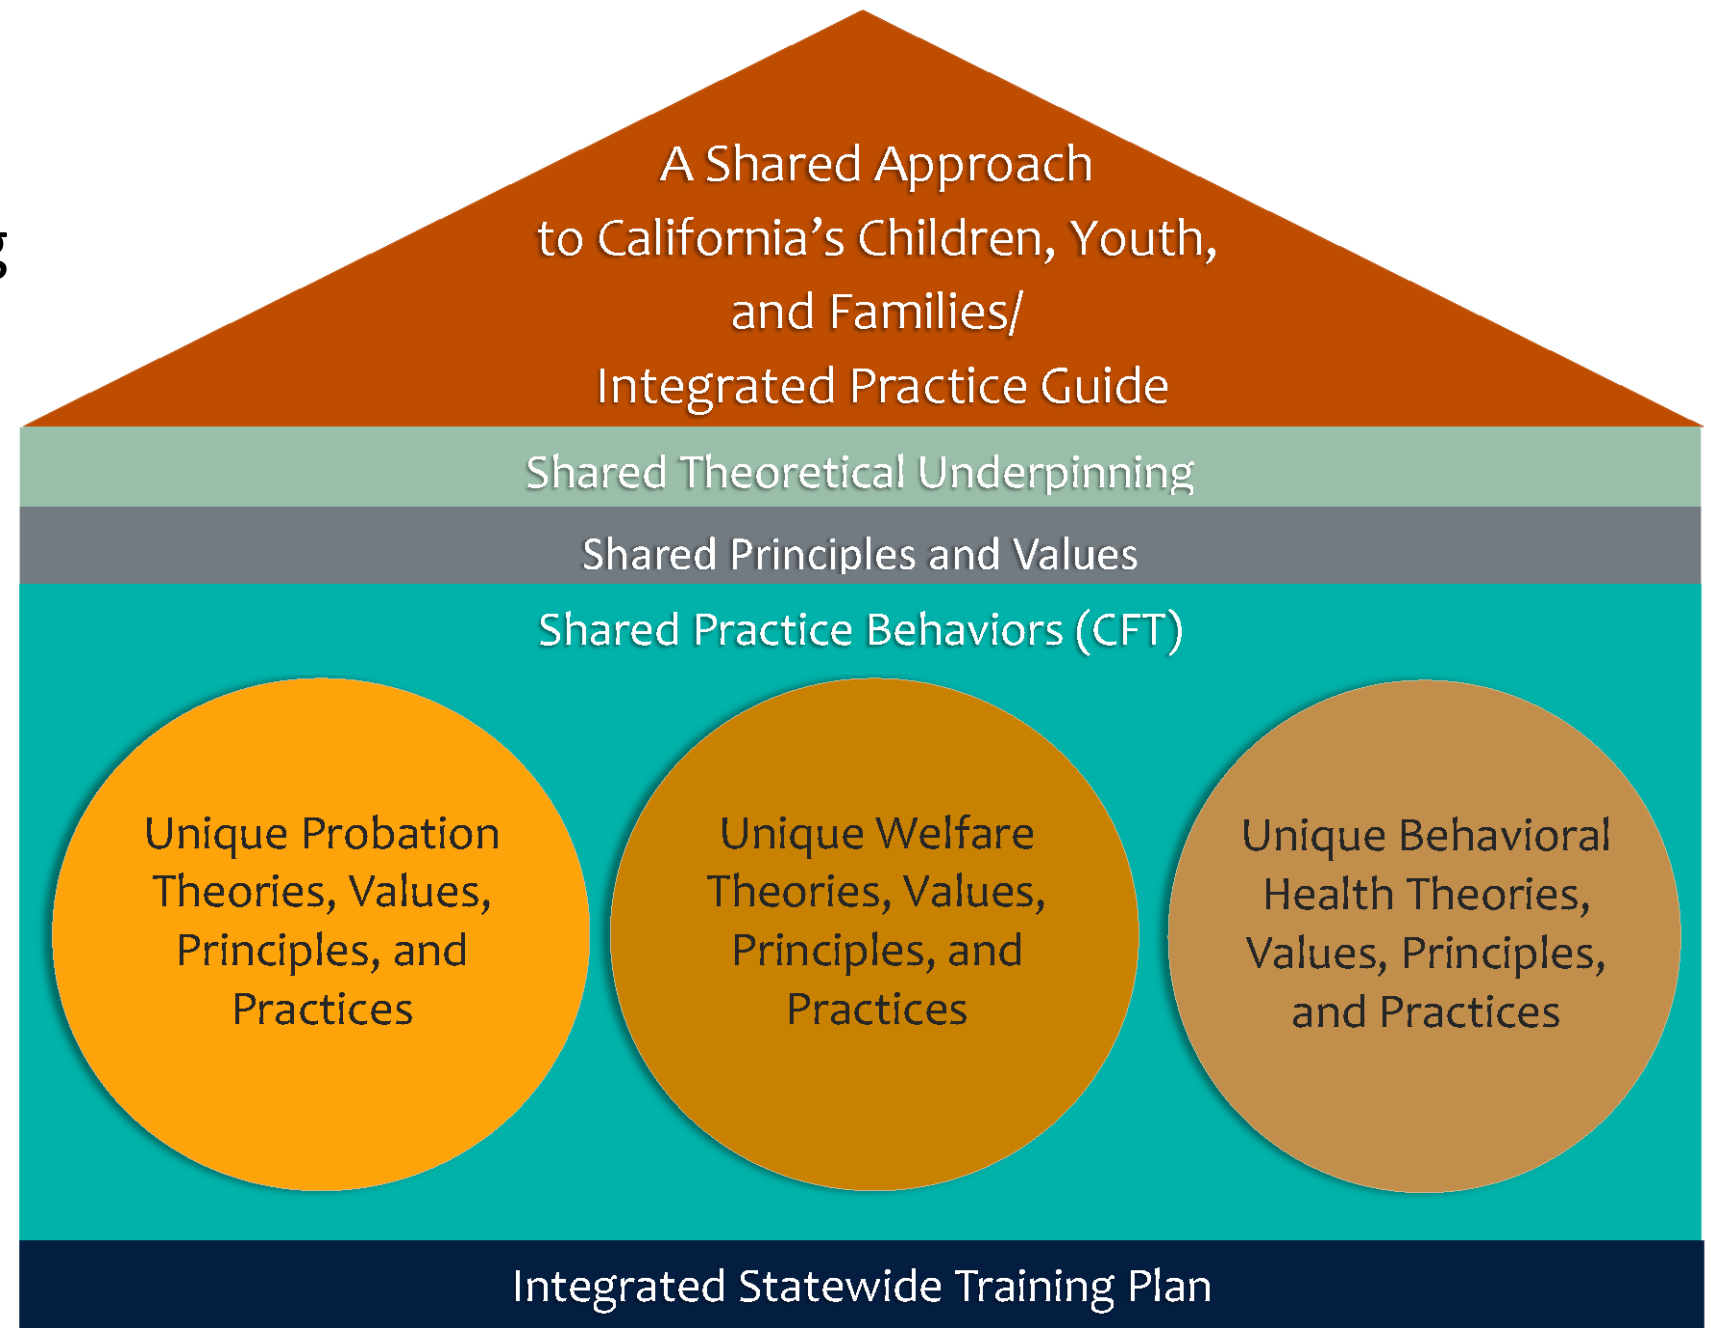 A Shared Approach
to California's Children, Youth,
and Families/
Integrated Practice Guide
Shared Theoretical Underpinning
Shared Principles and Values
Shared Practice Behaviors (CFT)
Unique Probation
Theories, Values,
Principles, and
Practices
Unique Welfare
Theories, Values,
Principles, and
Practices
Unique Behavioral
Health Theories,
Values, Principles,
and Practices
Integrated Statewide Training Plan